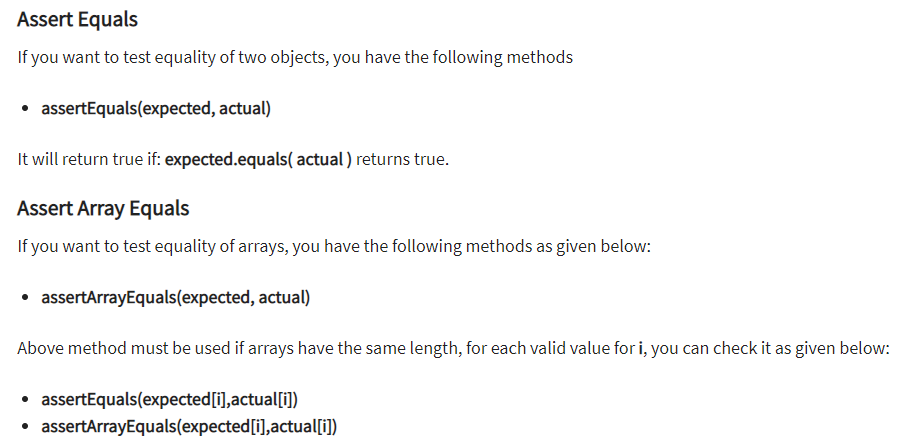 Assert Equals
If you want to test equality of two objects, you have the following methods
• assertEquals(expected, actual)
It will return true if: expected.equals( actual ) returns true.
Assert Array Equals
If you want to test equality of arrays, you have the following methods as given below:
• assertArrayEquals(expected, actual)
Above method must be used if arrays have the same length, for each valid value for i, you can check it as given below:
• assertEquals(expected[i],actual[i])
• assertArrayEquals(expected[i],actual[i])